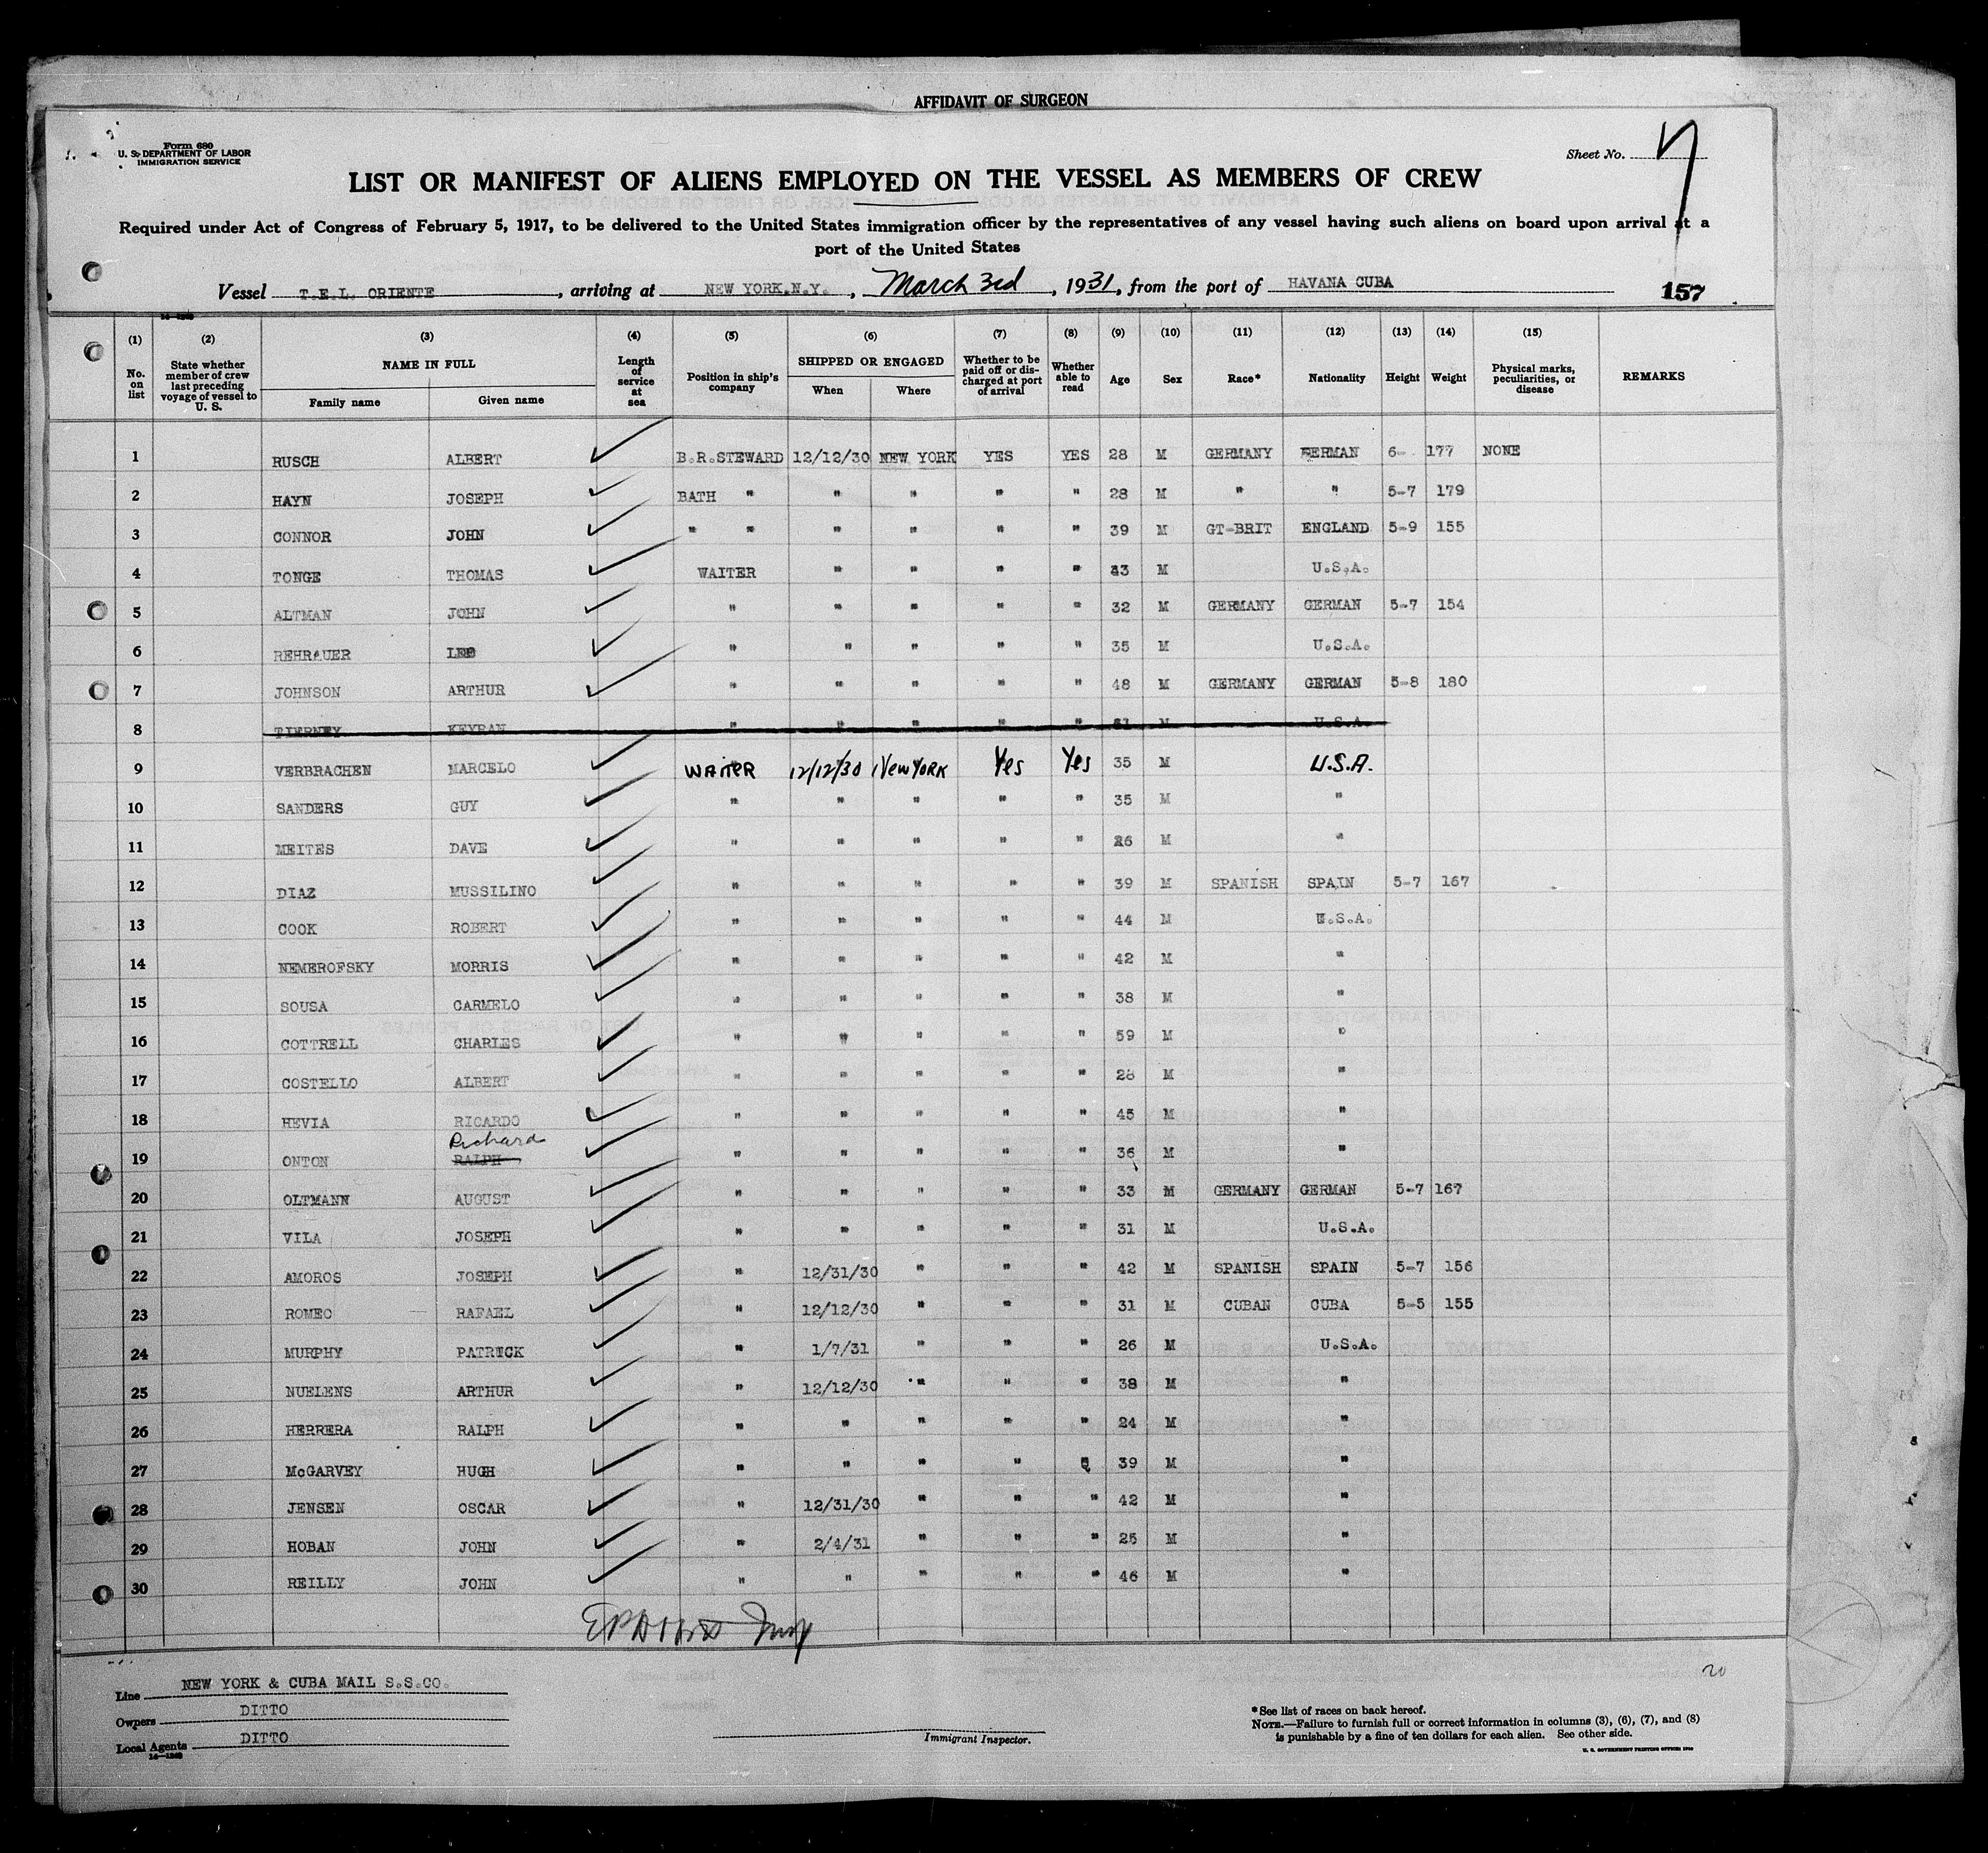 AFFIDAVIT OF SURGEON
Form 680
U. S. DEPARTMENT OF LABOR
IMMIGRATION SERVICE
Sheet No. 7
LIST OR MANIFEST OF ALIENS EMPLOYED ON THE VESSEL AS MEMBERS OF CREW
Required under Act of Congress of February 5, 1917, to be delivered to the United States immigration officer by the representatives of any vessel having such aliens on board upon arrival at a
port of the United States
Vessel T.E.L. ORIENTE, arriving at NEW YORK.N.Y., March 3rd, 1931, from the port of HAVANA CUBA
157
(1) (2) (3) (4) (5) (6) (7) (8) (9) (10) (11) (12) (13) (14) (15)
No. on list State whether member of crew last preceding voyage of vessel to U. S. NAME IN FULL Family name Given name Length of service at sea Position in ship's company SHIPPED OR ENGAGED When Where Whether to be paid off or discharged at port of arrival Whether able to read Age Sex Race* Nationality Height Weight Physical marks, peculiarities, or disease REMARKS
1 RUSCH ALBERT B.R.STEWARD 12/12/30 NEW YORK YES YES 28 M GERMANY GERMAN 6- 177 NONE
2 HAYN JOSEPH BATH " " " " " 28 M " " 5-7 179
3 CONNOR JOHN " " " " " " 39 M GT-BRIT ENGLAND 5-9 155
4 TONGE THOMAS WAITER " " " " 43 M U.S.A.
5 ALTMAN JOHN " " " " " 32 M GERMANY GERMAN 5-7 154
6 REHRAUER LEO " " " " " 35 M U.S.A.
7 JOHNSON ARTHUR " " " " " 48 M GERMANY GERMAN 5-8 180
8 TIERNEY KEYRAN " " " " " M U.S.A.
9 VERBRACHEN MARCELO WAITER 12/12/30 New YORK Yes Yes 35 M U.S.A.
10 SANDERS GUY " " " " " 35 M "
11 MEITES DAVE " " " " " 26 M "
12 DIAZ MUSSILINO " " " " " 39 M SPANISH SPAIN 5-7 167
13 COOK ROBERT " " " " " 44 M U.S.A.
14 NEMEROFSKY MORRIS " " " " " 42 M "
15 SOUSA CARMELO " " " " " 38 M "
16 COTTRELL CHARLES " " " " " 59 M "
17 COSTELLO ALBERT " " " " " 28 M "
18 HEVIA RICARDO " " " " " 45 M "
Richard
19 ONTON RALPH " " " " " 36 M "
20 OLTMANN AUGUST " " " " " 33 M GERMANY GERMAN 5-7 167
21 VILA JOSEPH " " " " " 31 M U.S.A.
22 AMOROS JOSEPH " 12/31/30 " " " 42 M SPANISH SPAIN 5-7 156
23 ROMEO RAFAEL " 12/12/30 " " " 31 M CUBAN CUBA 5-5 155
24 MURPHY PATRICK " 1/7/31 " " " 26 M U.S.A.
25 NUELENS ARTHUR " 12/12/30 " " " 38 M "
26 HERRERA RALPH " " " " " 24 M "
27 McGARVEY HUGH " " " " " 39 M "
28 JENSEN OSCAR " 12/31/30 " " " 42 M "
29 HOBAN JOHN " 2/4/31 " " " 25 M "
30 REILLY JOHN " " " " " 46 M "
20
Line NEW YORK & CUBA MAIL S.S.CO.
Owners DITTO
Local Agents DITTO
Immigrant Inspector.
*See list of races on back hereof.
NOTE.—Failure to furnish full or correct information in columns (3), (6), (7), and (8)
is punishable by a fine of ten dollars for each alien. See other side.